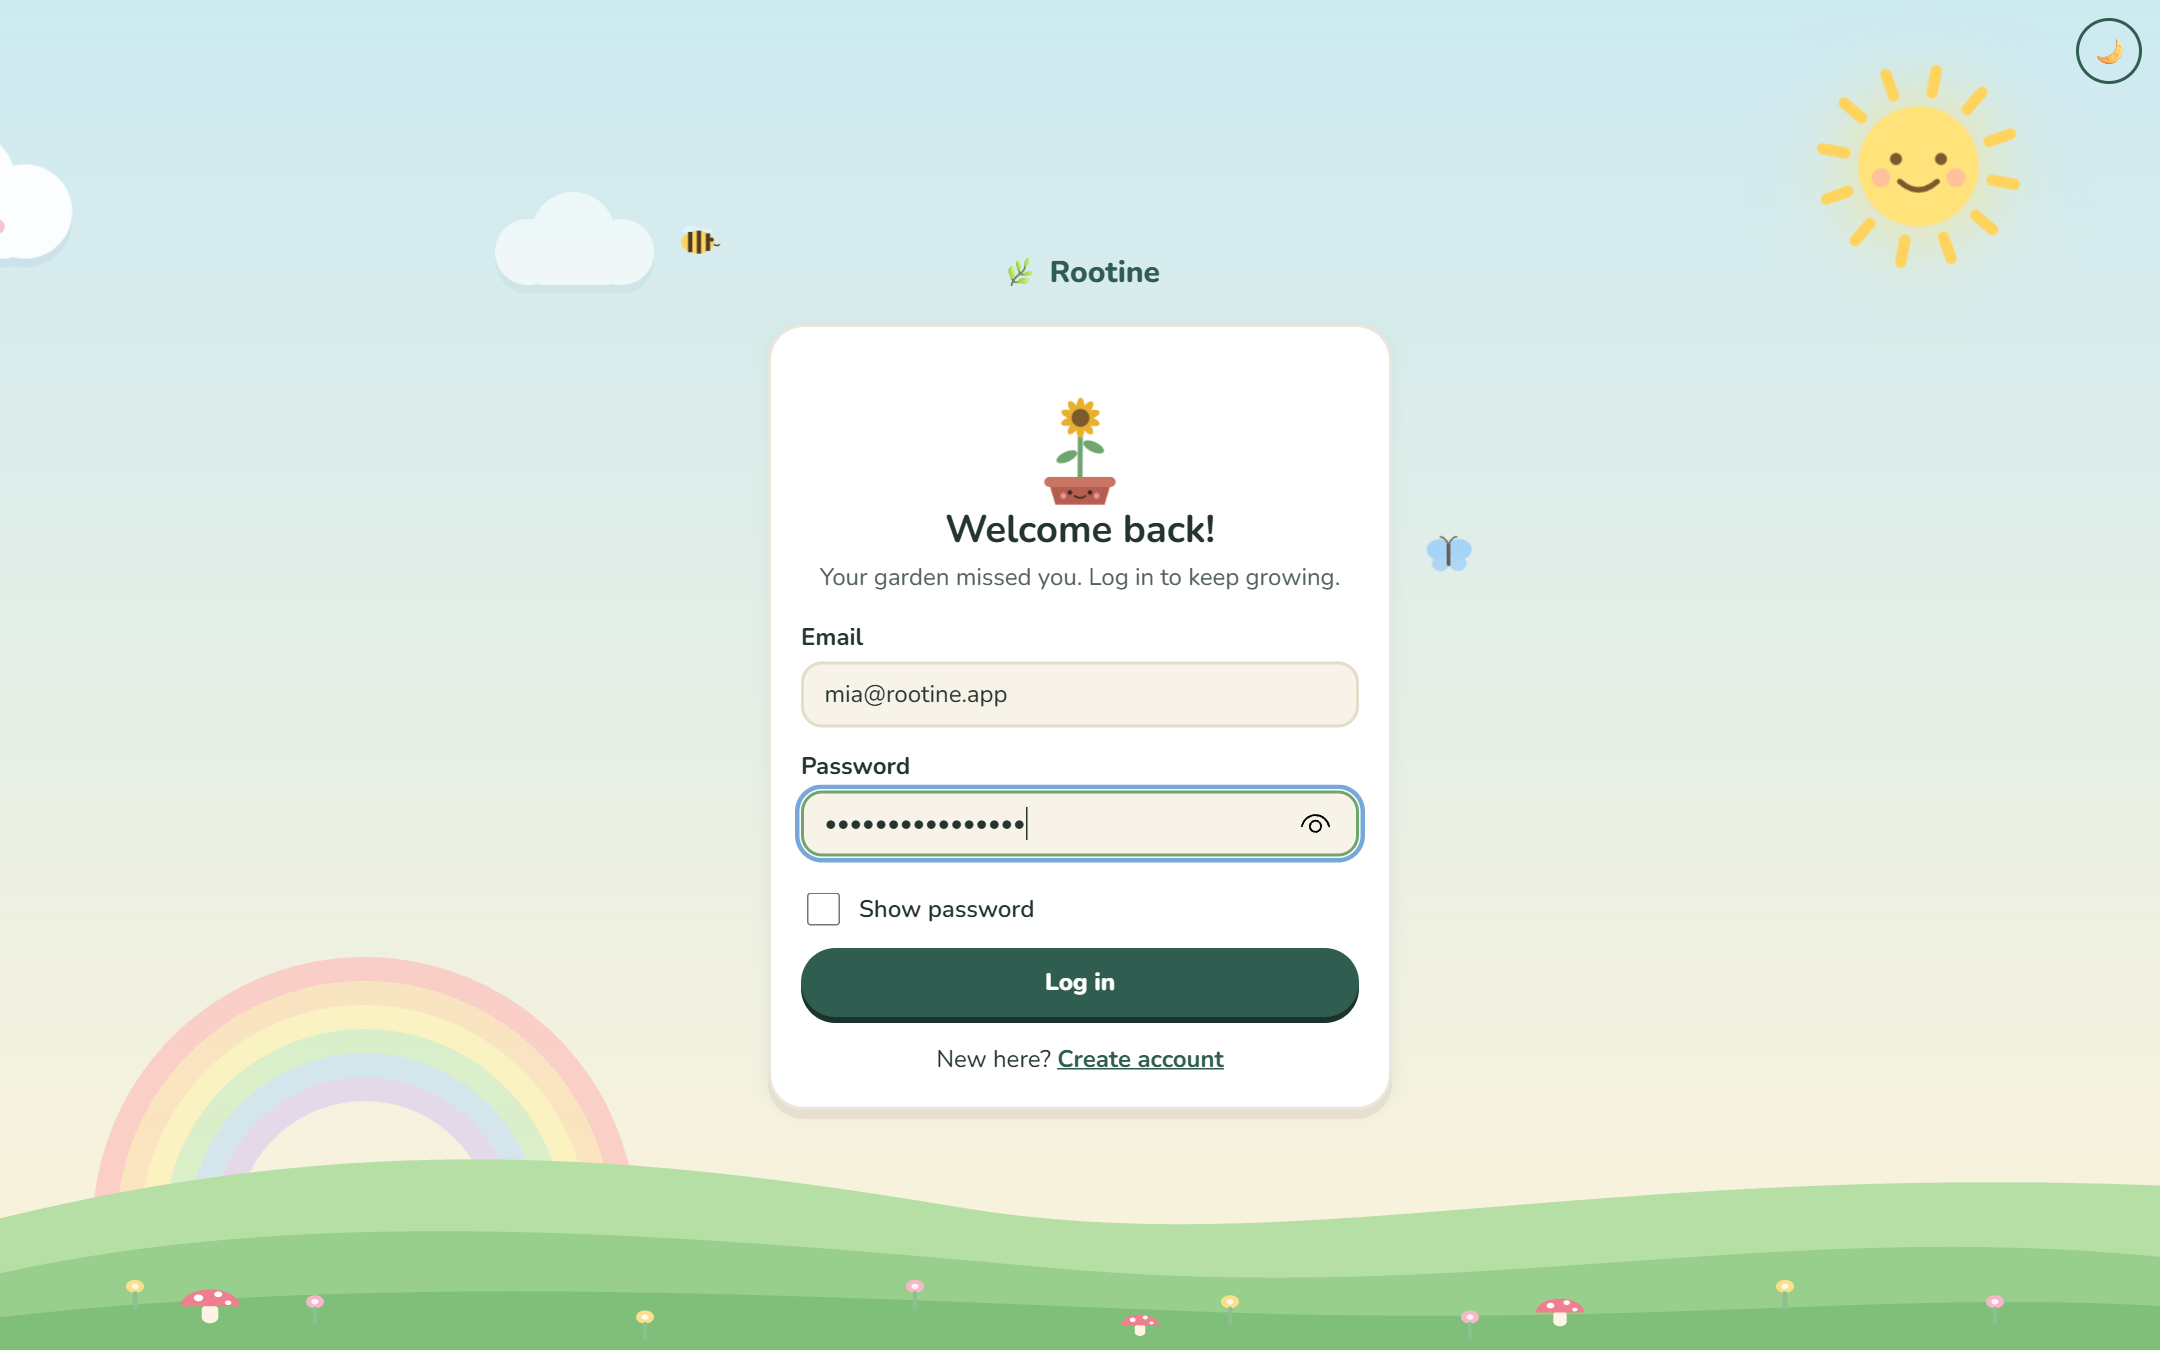 Rootine
Welcome back!
Your garden missed you. Log in to keep growing.
Email
mia@rootine.app
Password
••••••••••••••••
Show password
Log in
New here? Create account